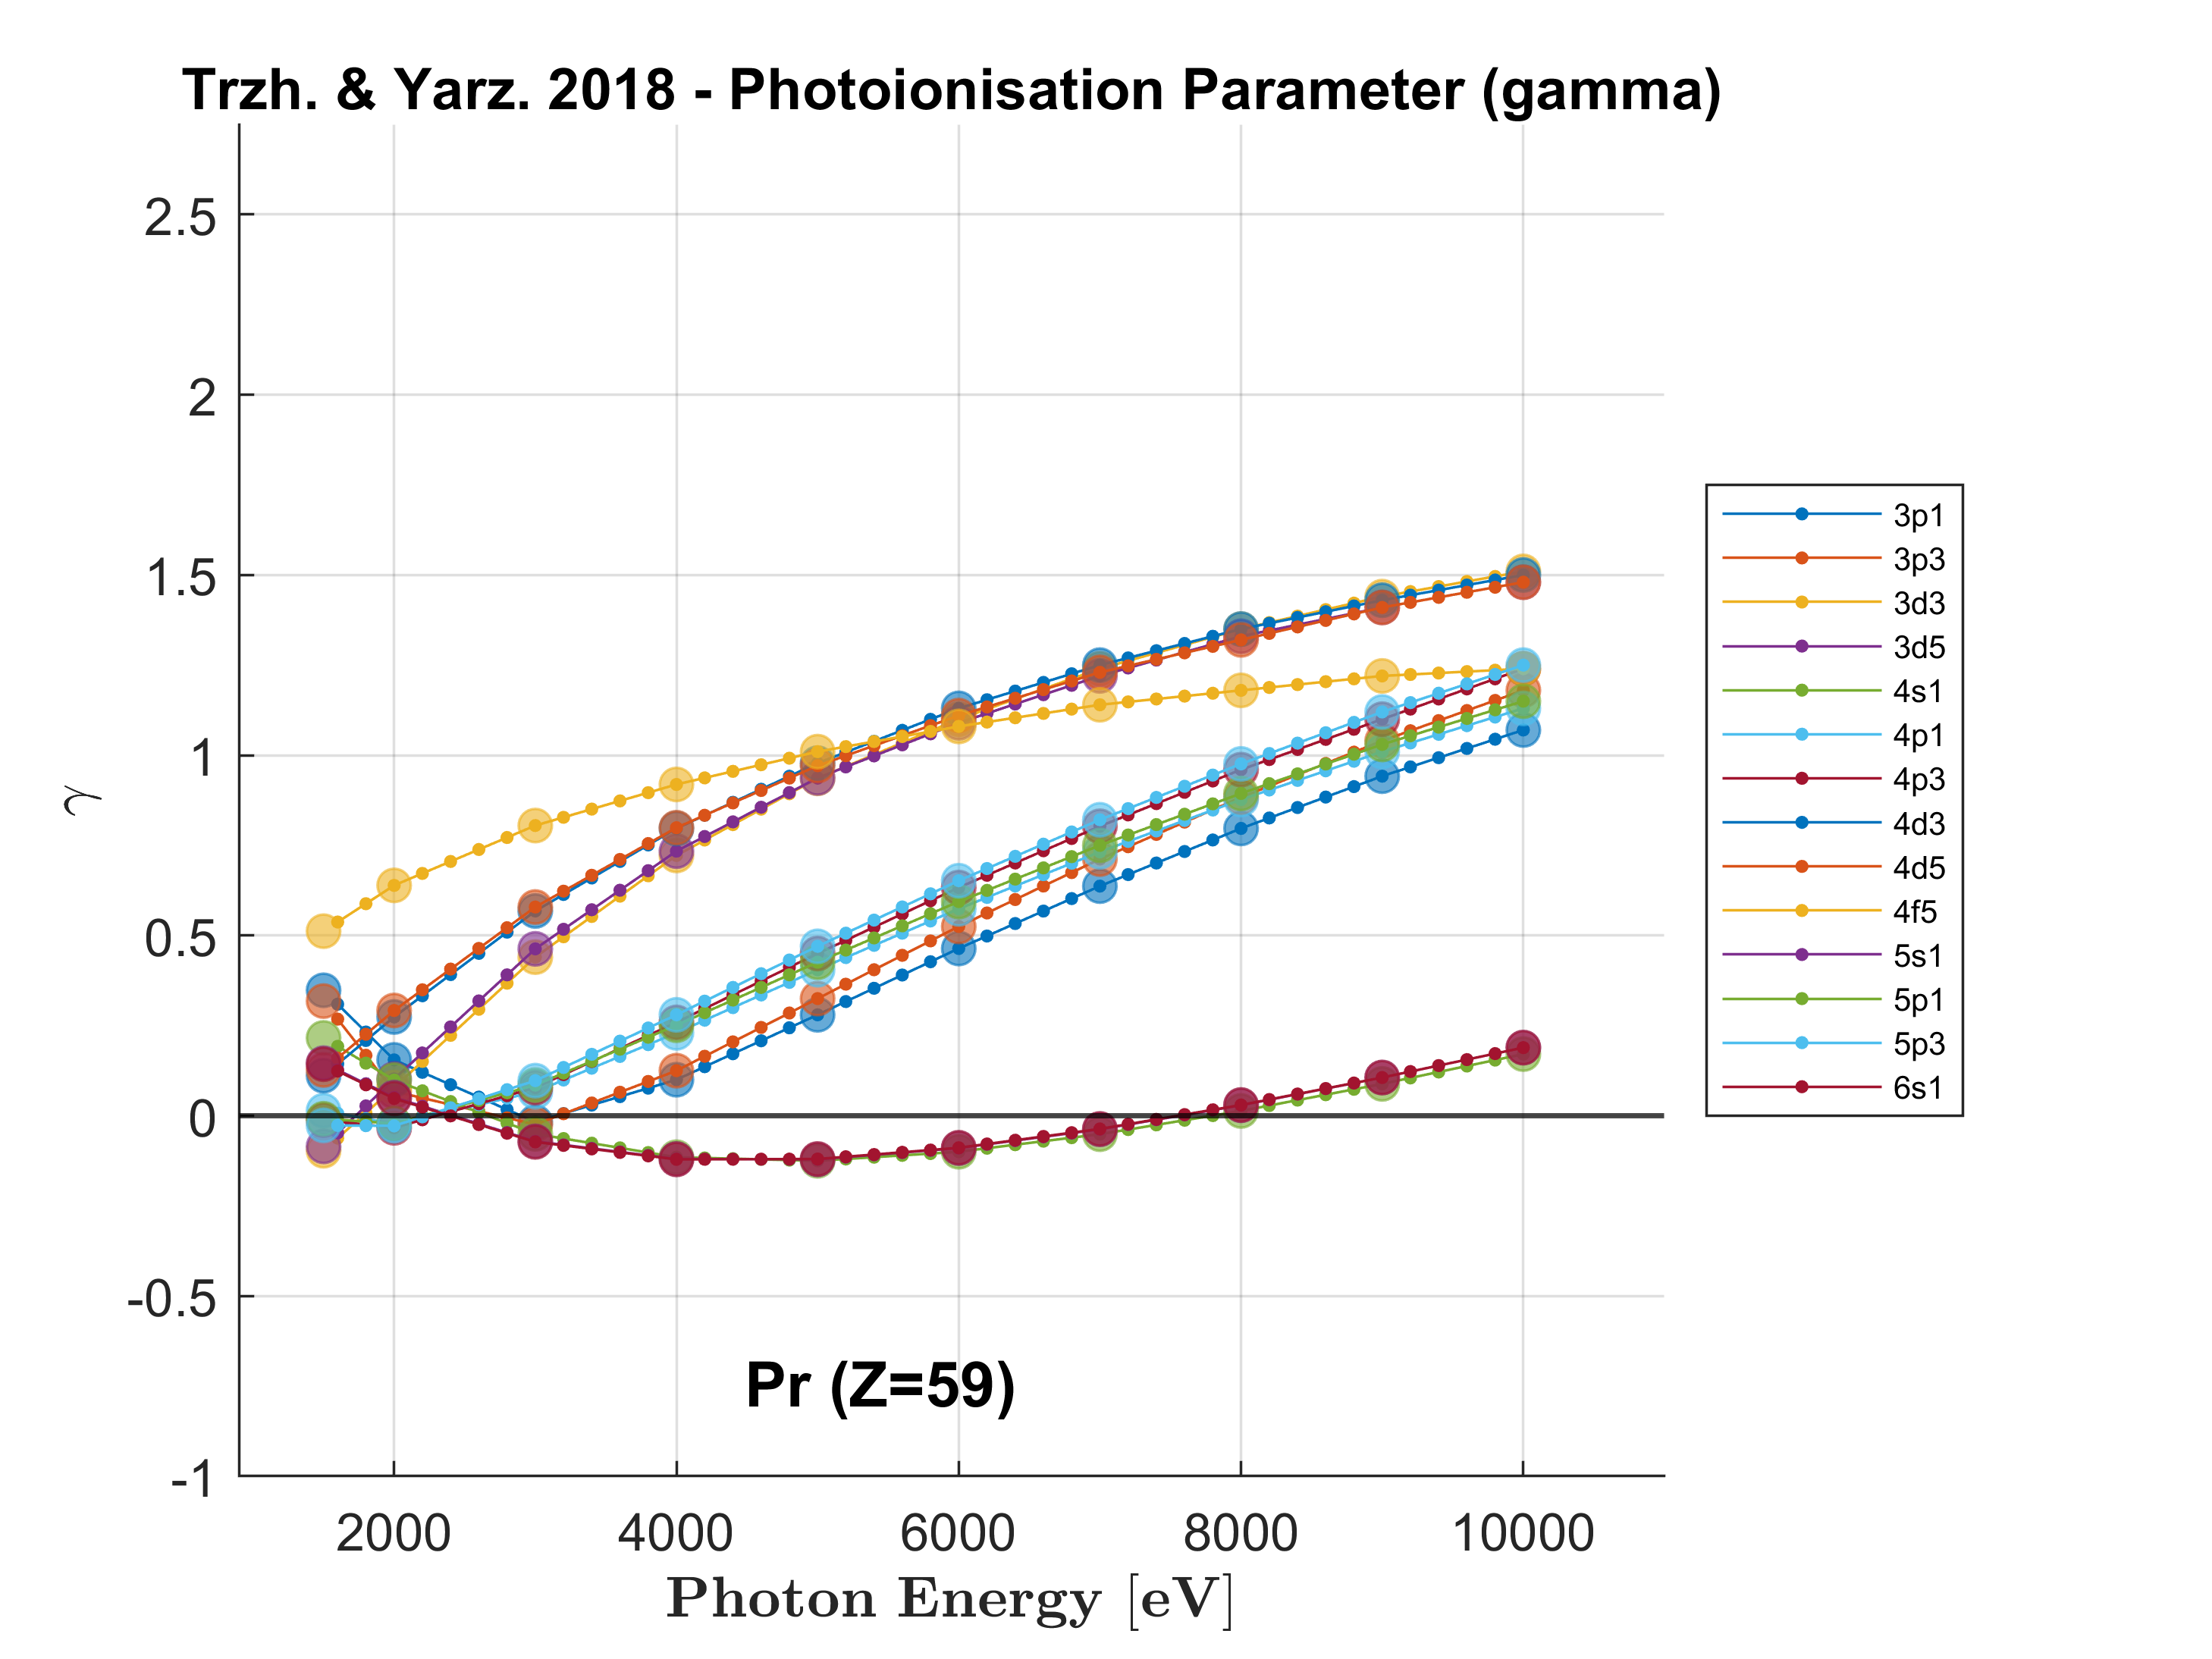 Trzh. & Yarz. 2018 - Photoionisation Parameter (gamma)
2.5
2
1.5
1
0.5
0
-0.5
-1
γ
2000
4000
6000
8000
10000
Photon Energy [eV]
Pr (Z=59)
3p1
3p3
3d3
3d5
4s1
4p1
4p3
4d3
4d5
4f5
5s1
5p1
5p3
6s1